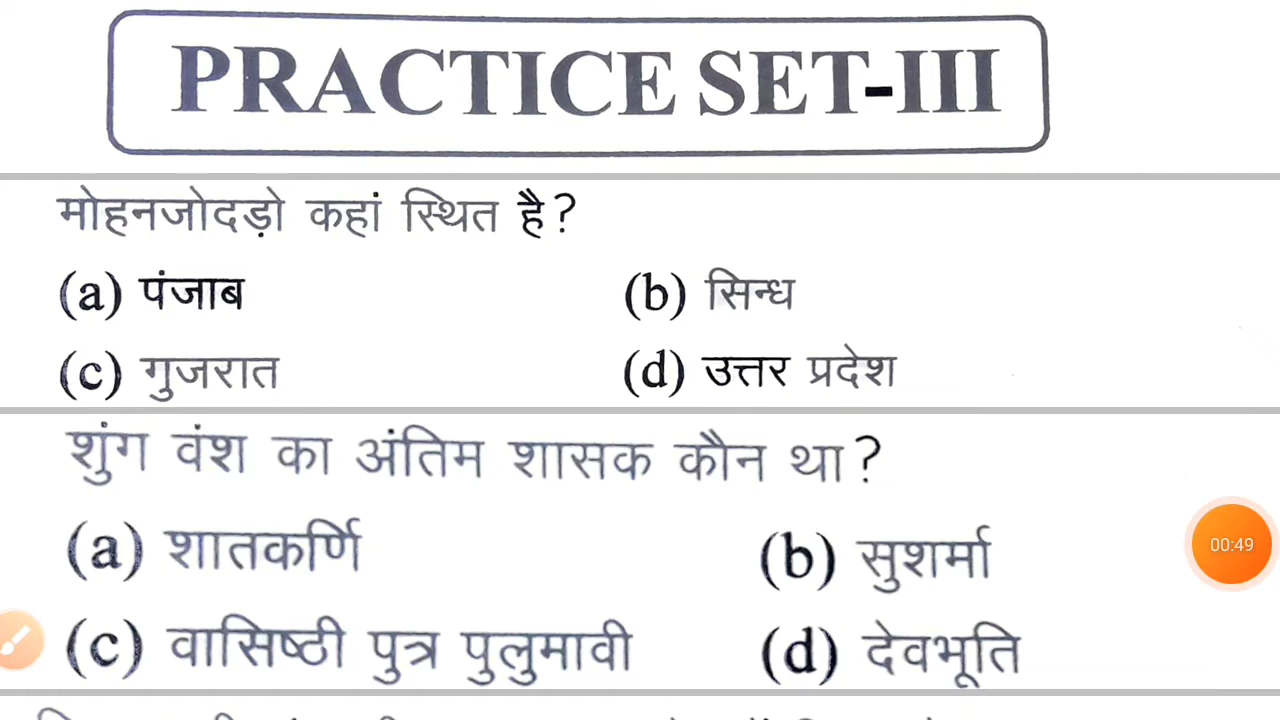 PRACTICE SET-III
मोहनजोदड़ो कहां स्थित है?
(a) पंजाब (b) सिन्ध
(c) गुजरात (d) उत्तर प्रदेश
शुंग वंश का अंतिम शासक कौन था?
(a) शातकर्णि (b) सुशर्मा
00:49
(c) वासिष्ठी पुत्र पुलुमावी (d) देवभूति